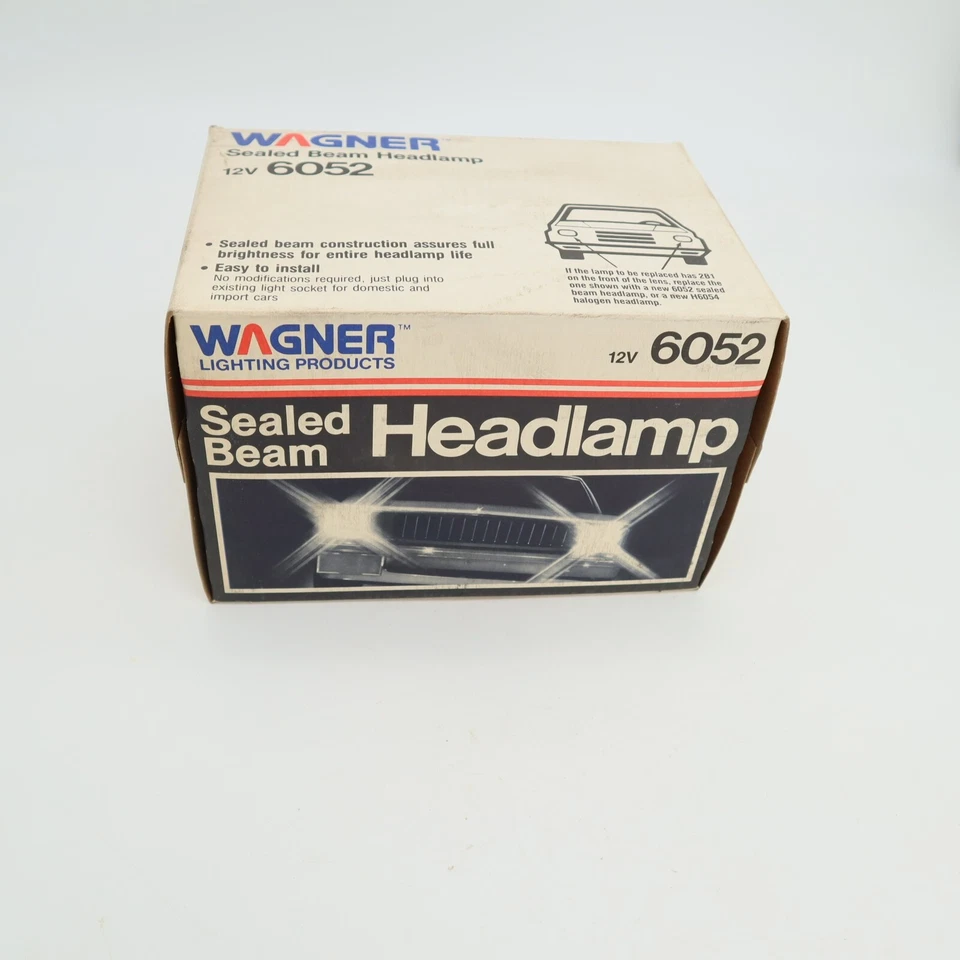 WAGNER
Sealed Beam Headlamp
12V 6052
• Sealed beam construction assures full
brightness for entire headlamp life
• Easy to install
No modifications required, just plug into
existing light socket for domestic and
import cars
If the lamp to be replaced has 2B1
on the front of the lens, replace the
one shown with a new 6052 sealed
beam headlamp, or a new H6054
halogen headlamp.
WAGNER™
LIGHTING PRODUCTS
12V 6052
Sealed
Beam
Headlamp